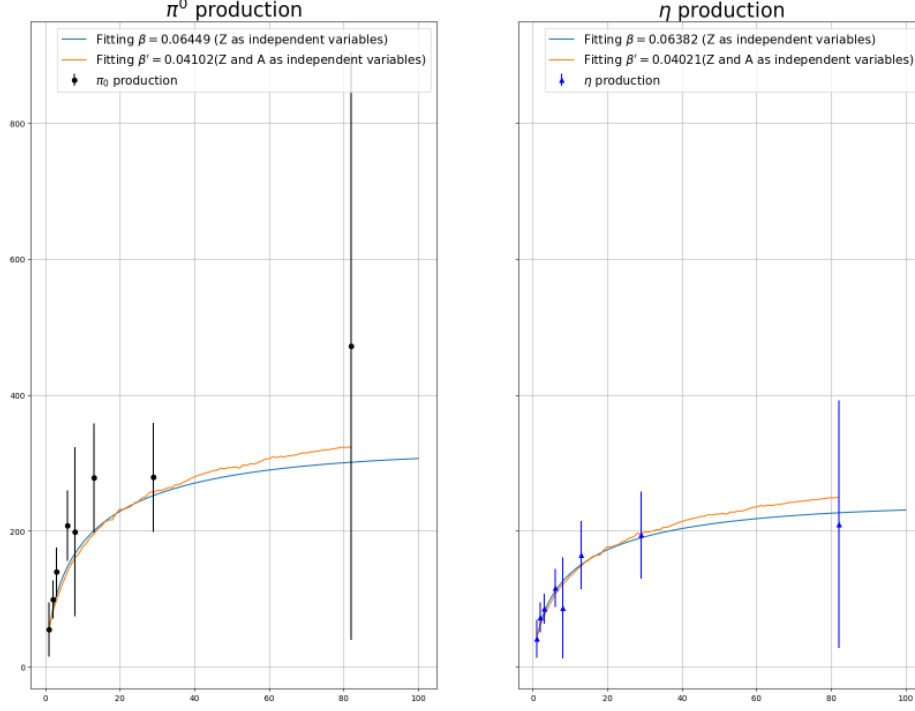 π⁰ production
Fitting β = 0.06449 (Z as independent variables)
Fitting β′ = 0.04102(Z and A as independent variables)
π₀ production
800
600
400
200
0
0 20 40 60 80 100
η production
Fitting β = 0.06382 (Z as independent variables)
Fitting β′ = 0.04021(Z and A as independent variables)
η production
0 20 40 60 80 100